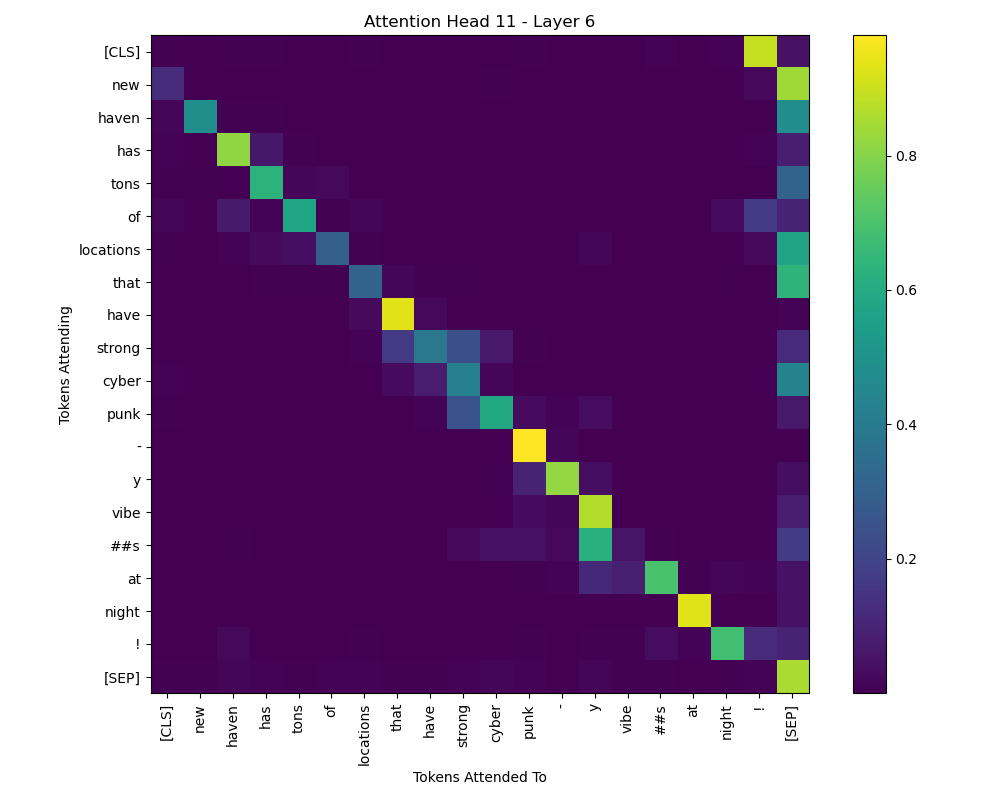 Attention Head 11 - Layer 6
[CLS]
new
haven
has
tons
of
locations
that
have
strong
cyber
punk
-
y
vibe
##s
at
night
!
[SEP]
Tokens Attending
[CLS]
new
haven
has
tons
of
locations
that
have
strong
cyber
punk
-
y
vibe
##s
at
night
!
[SEP]
Tokens Attended To
0.8
0.6
0.4
0.2